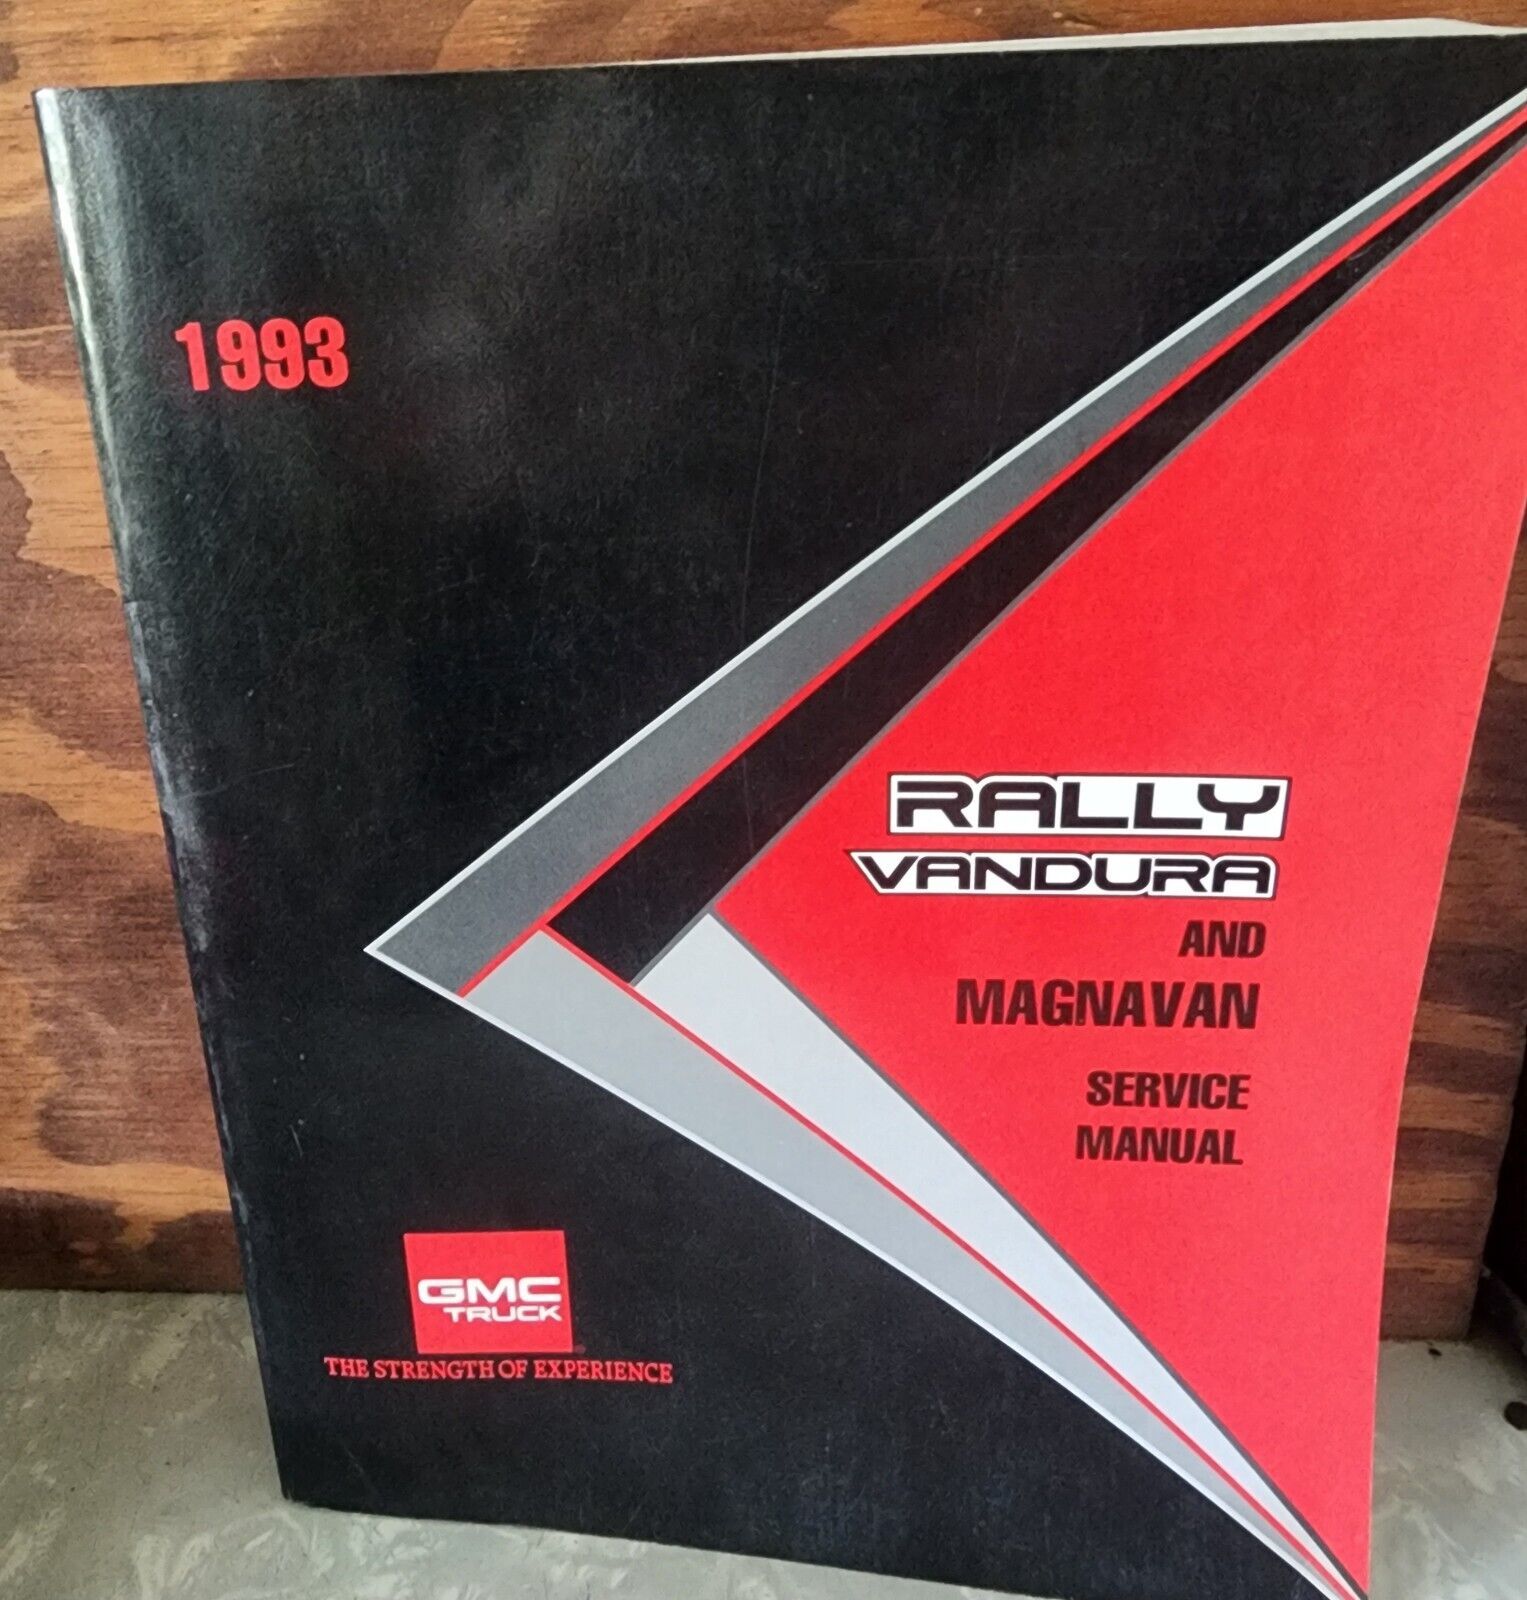 1993
RALLY
VANDURA
AND
MAGNAVAN
SERVICE
MANUAL
GMC
TRUCK
THE STRENGTH OF EXPERIENCE